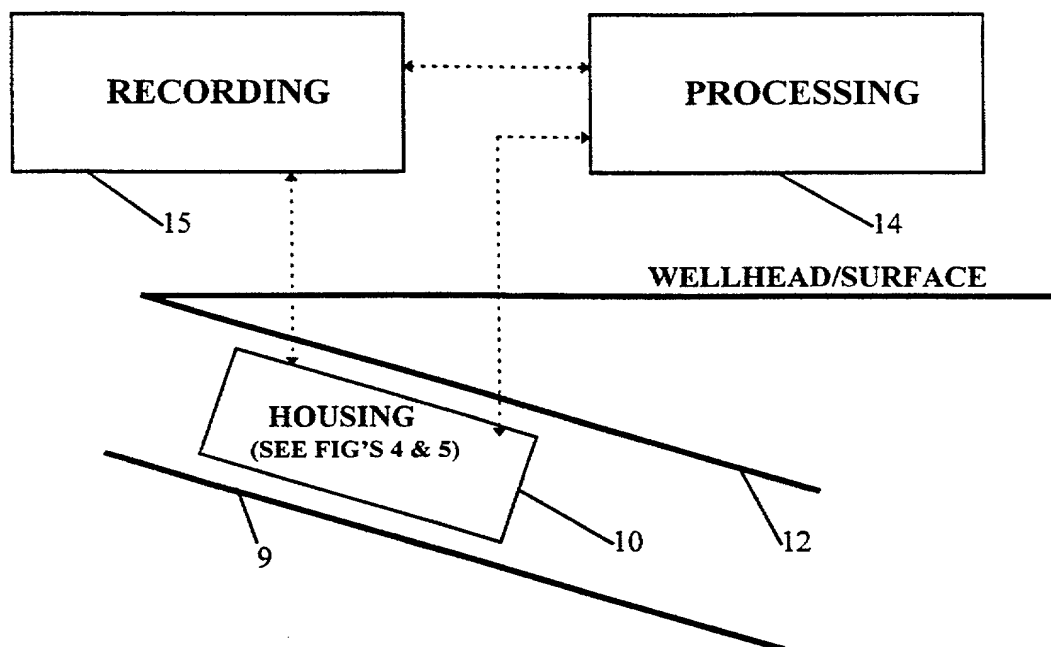 RECORDING
PROCESSING
15
14
WELLHEAD/SURFACE
HOUSING
(SEE FIG'S 4 & 5)
9
10
12